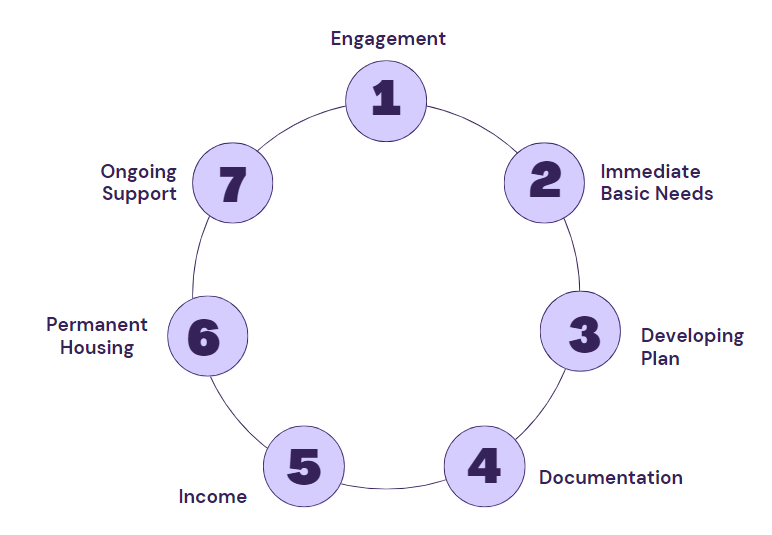 Engagement
1
2
Immediate
Basic Needs
3
Developing
Plan
4
Documentation
5
Income
6
Permanent
Housing
7
Ongoing
Support